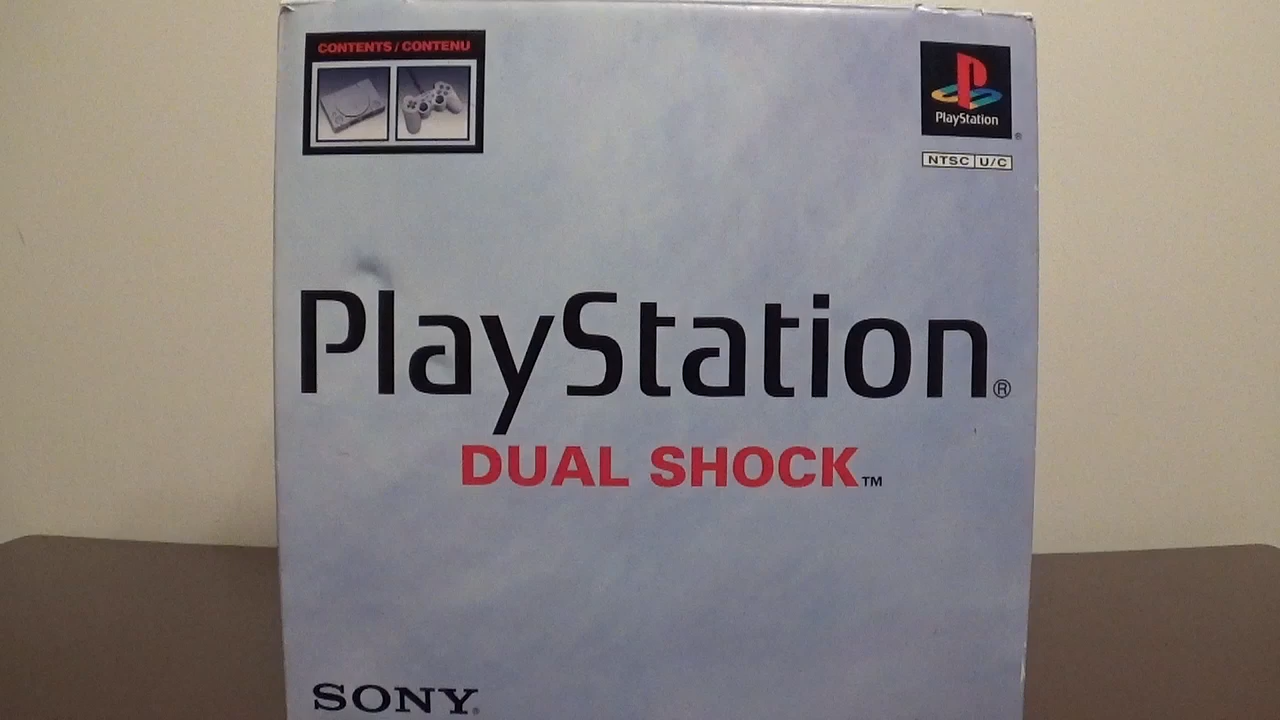 CONTENTS / CONTENU
PlayStation
®
NTSC U/C
PlayStation®
DUAL SHOCK™
SONY®